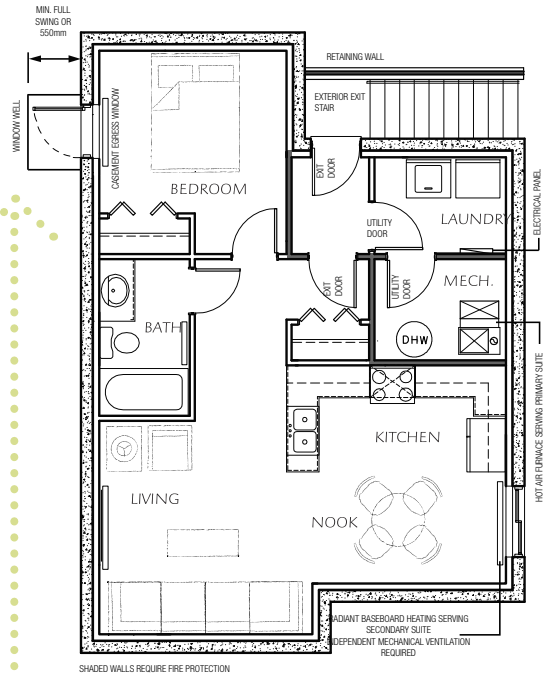 MIN. FULL
SWING OR
550mm
RETAINING WALL
WINDOW WELL
CASEMENT EGRESS WINDOW
EXTERIOR EXIT
STAIR
EXIT
DOOR
BEDROOM
UTILITY
DOOR
LAUNDRY
ELECTRICAL PANEL
EXIT
DOOR
UTILITY
DOOR
MECH.
BATH
DHW
HOT AIR FURNACE SERVING PRIMARY SUITE
KITCHEN
LIVING
NOOK
RADIANT BASEBOARD HEATING SERVING
SECONDARY SUITE
INDEPENDENT MECHANICAL VENTILATION
REQUIRED
SHADED WALLS REQUIRE FIRE PROTECTION